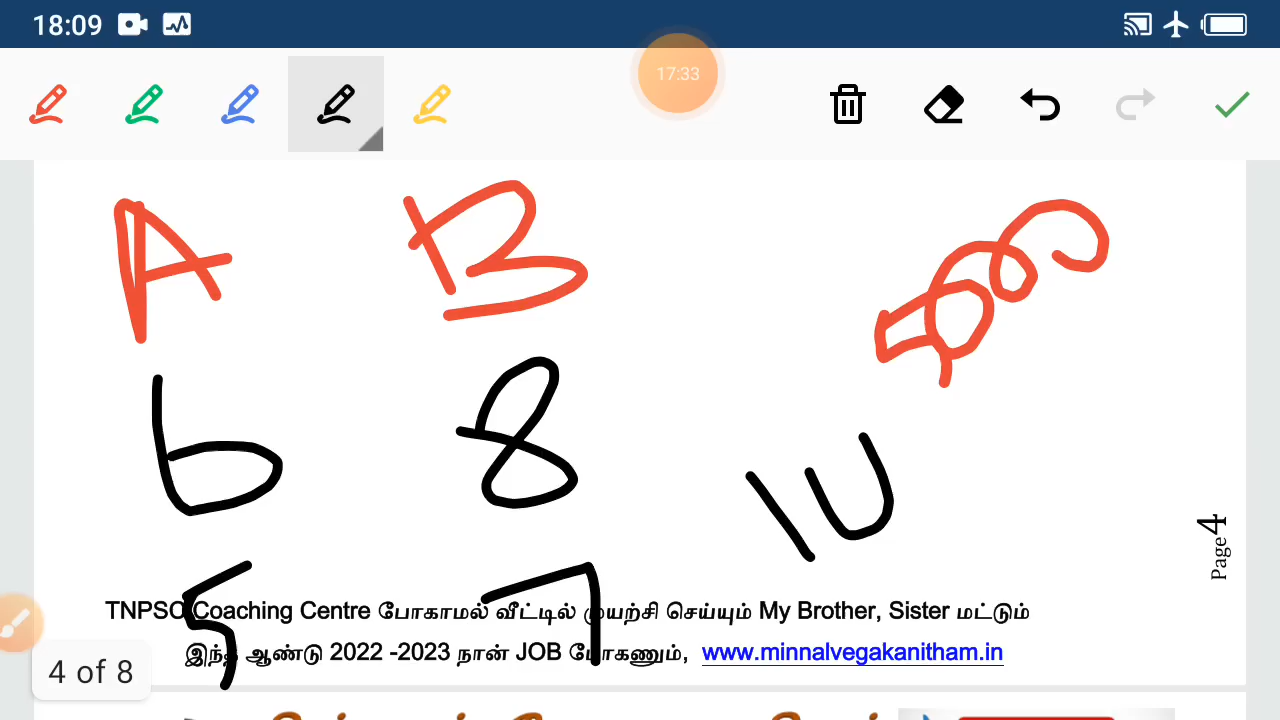 18:09
17:33
A B
6 8
10
5 7
Page 4
TNPSC Coaching Centre போகாமல் வீட்டில் முயற்சி செய்யும் My Brother, Sister மட்டும்
இந்த ஆண்டு 2022 -2023 நான் JOB போகணும், www.minnalvegakanitham.in
4 of 8